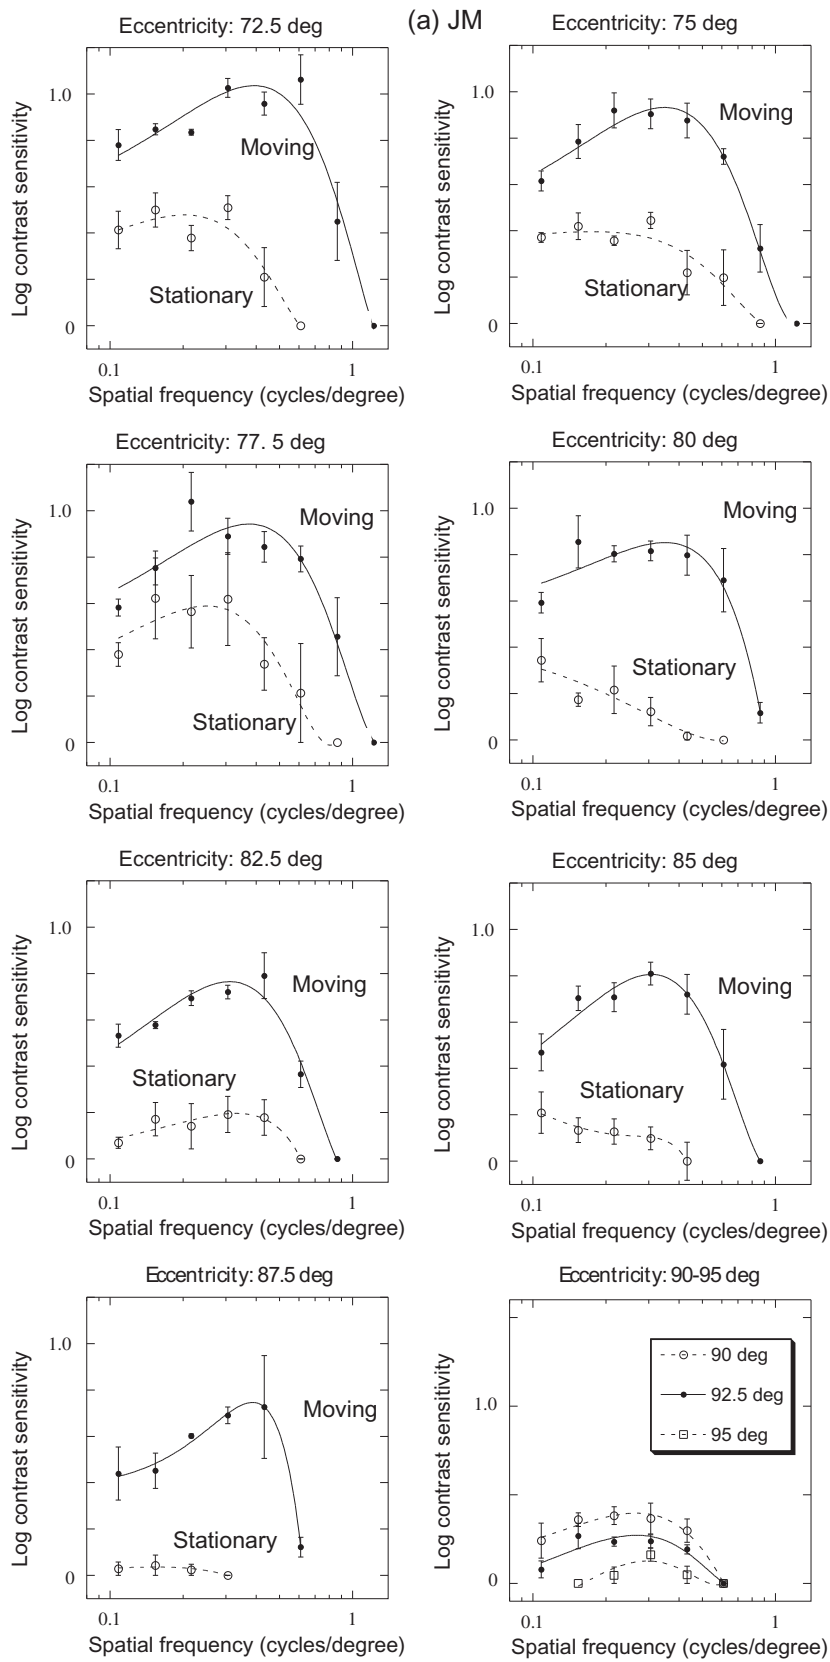 (a) JM
Eccentricity: 72.5 deg
Log contrast sensitivity
1.0
0
Moving
Stationary
0.1
1
Spatial frequency (cycles/degree)
Eccentricity: 75 deg
Log contrast sensitivity
1.0
0
Moving
Stationary
0.1
1
Spatial frequency (cycles/degree)
Eccentricity: 77. 5 deg
Log contrast sensitivity
1.0
0
Moving
Stationary
0.1
1
Spatial frequency (cycles/degree)
Eccentricity: 80 deg
Log contrast sensitivity
1.0
0
Moving
Stationary
0.1
1
Spatial frequency (cycles/degree)
Eccentricity: 82.5 deg
Log contrast sensitivity
1.0
0
Moving
Stationary
0.1
1
Spatial frequency (cycles/degree)
Eccentricity: 85 deg
Log contrast sensitivity
1.0
0
Moving
Stationary
0.1
1
Spatial frequency (cycles/degree)
Eccentricity: 87.5 deg
Log contrast sensitivity
1.0
0
Moving
Stationary
0.1
1
Spatial frequency (cycles/degree)
Eccentricity: 90-95 deg
Log contrast sensitivity
1.0
0
90 deg
92.5 deg
95 deg
0.1
1
Spatial frequency (cycles/degree)